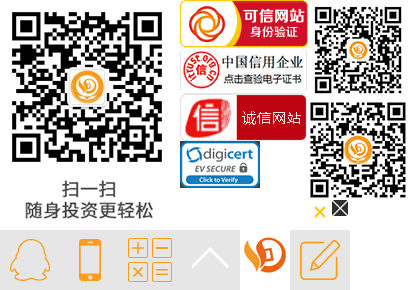 扫一扫
随身投资更轻松
可信网站
身份验证
中国信用企业
点击查验电子证书
信
itrust.org.cn
诚信网站
信
digicert
EV SECURE
Click to Verify